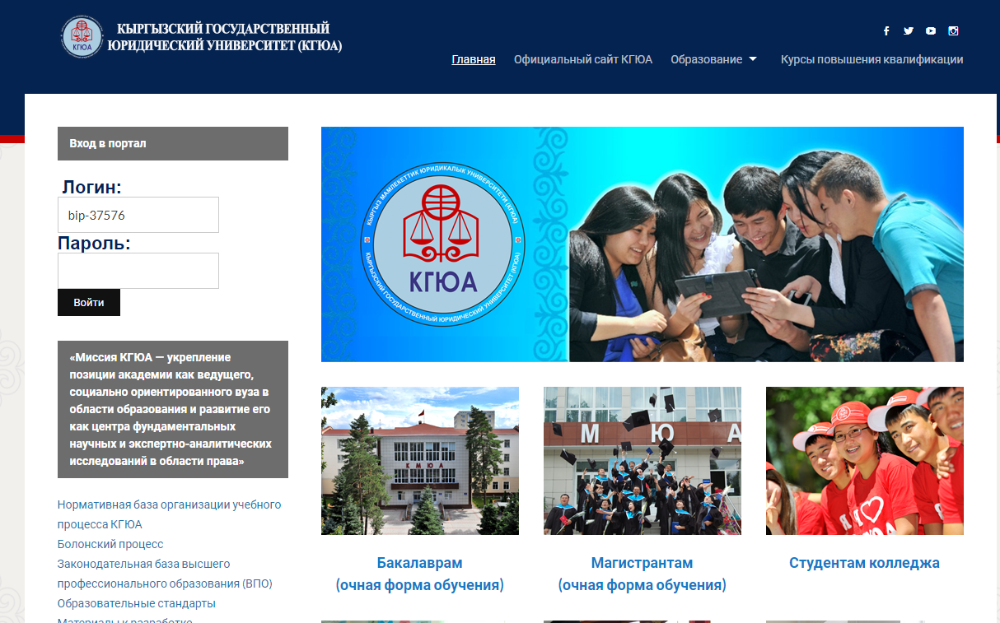 КГЮА
КЫРГЫЗСКИЙ ГОСУДАРСТВЕННЫЙ
ЮРИДИЧЕСКИЙ УНИВЕРСИТЕТ (КГЮА)
Главная
Официальный сайт КГЮА
Образование
Курсы повышения квалификации
Вход в портал
Логин:
bip-37576
Пароль:
Войти
«Миссия КГЮА — укрепление
позиции академии как ведущего,
социально ориентированного вуза в
области образования и развитие его
как центра фундаментальных
научных и экспертно-аналитических
исследований в области права»
Нормативная база организации учебного
процесса КГЮА
Болонский процесс
Законодательная база высшего
профессионального образования (ВПО)
Образовательные стандарты
Материалы к разработке
КЫРГЫЗ МАМЛЕКЕТТИК ЮРИДИКАЛЫК УНИВЕРСИТЕТИ (КГЮА)
КГЮА
КЫРГЫЗСКИЙ ГОСУДАРСТВЕННЫЙ ЮРИДИЧЕСКИЙ УНИВЕРСИТЕТ (КГЮА)
КМЮА
М Ю А
Я
Бакалаврам
(очная форма обучения)
Магистрантам
(очная форма обучения)
Студентам колледжа